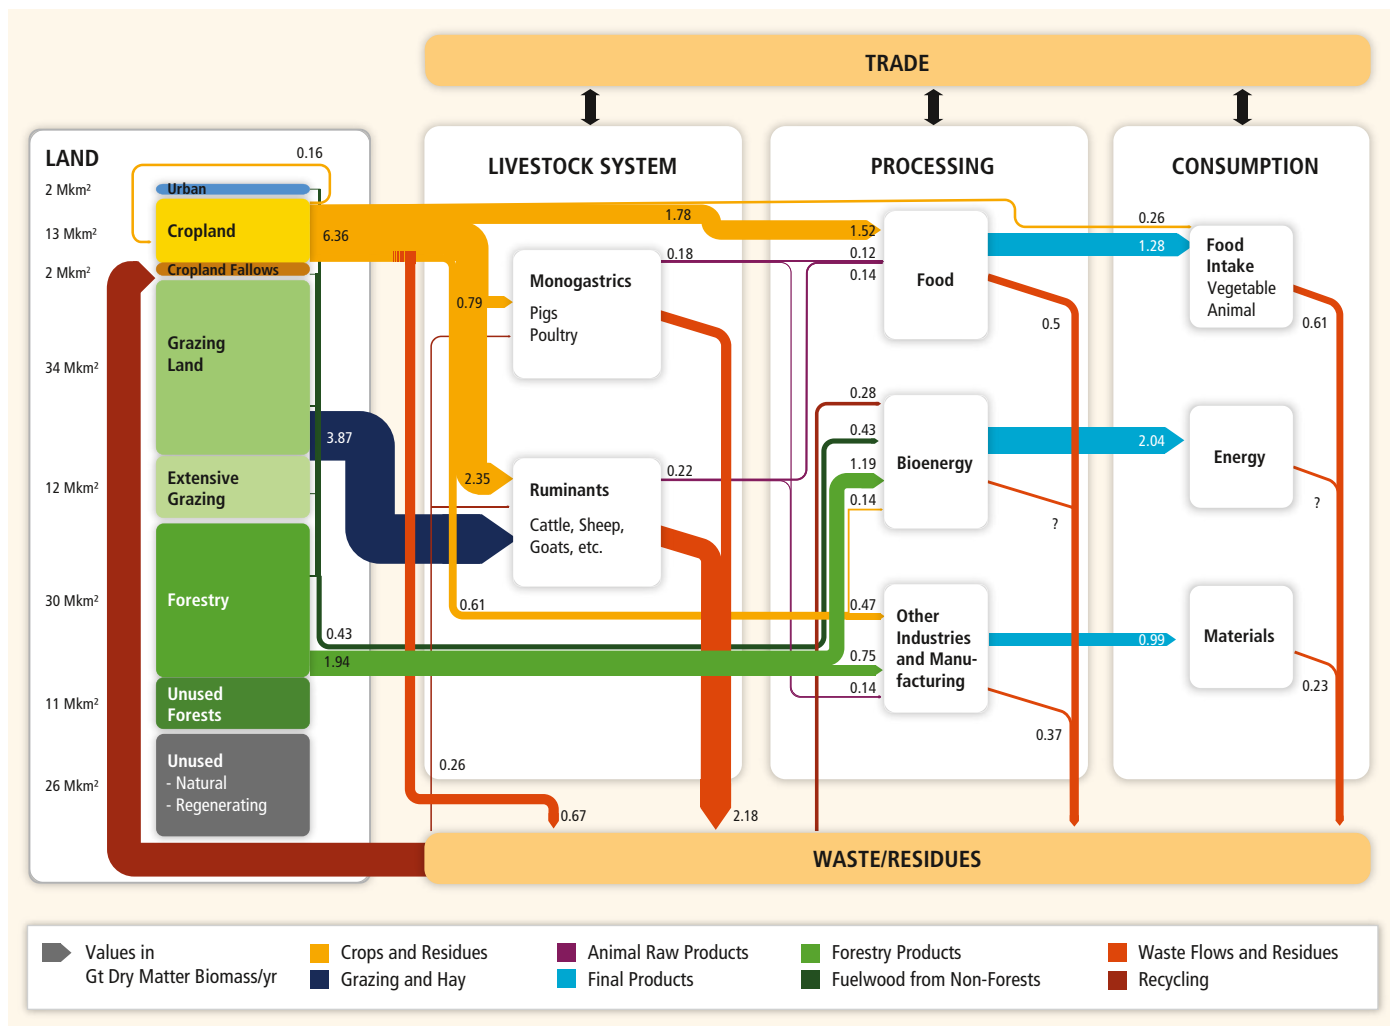 TRADE
LAND
LIVESTOCK SYSTEM
PROCESSING
CONSUMPTION
0.16
2 Mkm²
Urban
13 Mkm²
Cropland
6.36
2 Mkm²
Cropland Fallows
34 Mkm²
Grazing
Land
3.87
12 Mkm²
Extensive
Grazing
30 Mkm²
Forestry
0.43
1.94
11 Mkm²
Unused
Forests
26 Mkm²
Unused
- Natural
- Regenerating
1.78
0.79
Monogastrics
Pigs
Poultry
0.18
2.35
Ruminants
Cattle, Sheep,
Goats, etc.
0.22
0.61
0.26
0.67
2.18
1.52
0.12
0.14
Food
0.5
0.28
0.43
1.19
0.14
Bioenergy
?
0.47
0.75
0.14
Other
Industries
and Manu-
facturing
0.37
0.26
1.28
Food
Intake
Vegetable
Animal
0.61
2.04
Energy
?
0.99
Materials
0.23
WASTE/RESIDUES
Values in
Gt Dry Matter Biomass/yr
Crops and Residues
Grazing and Hay
Animal Raw Products
Final Products
Forestry Products
Fuelwood from Non-Forests
Waste Flows and Residues
Recycling